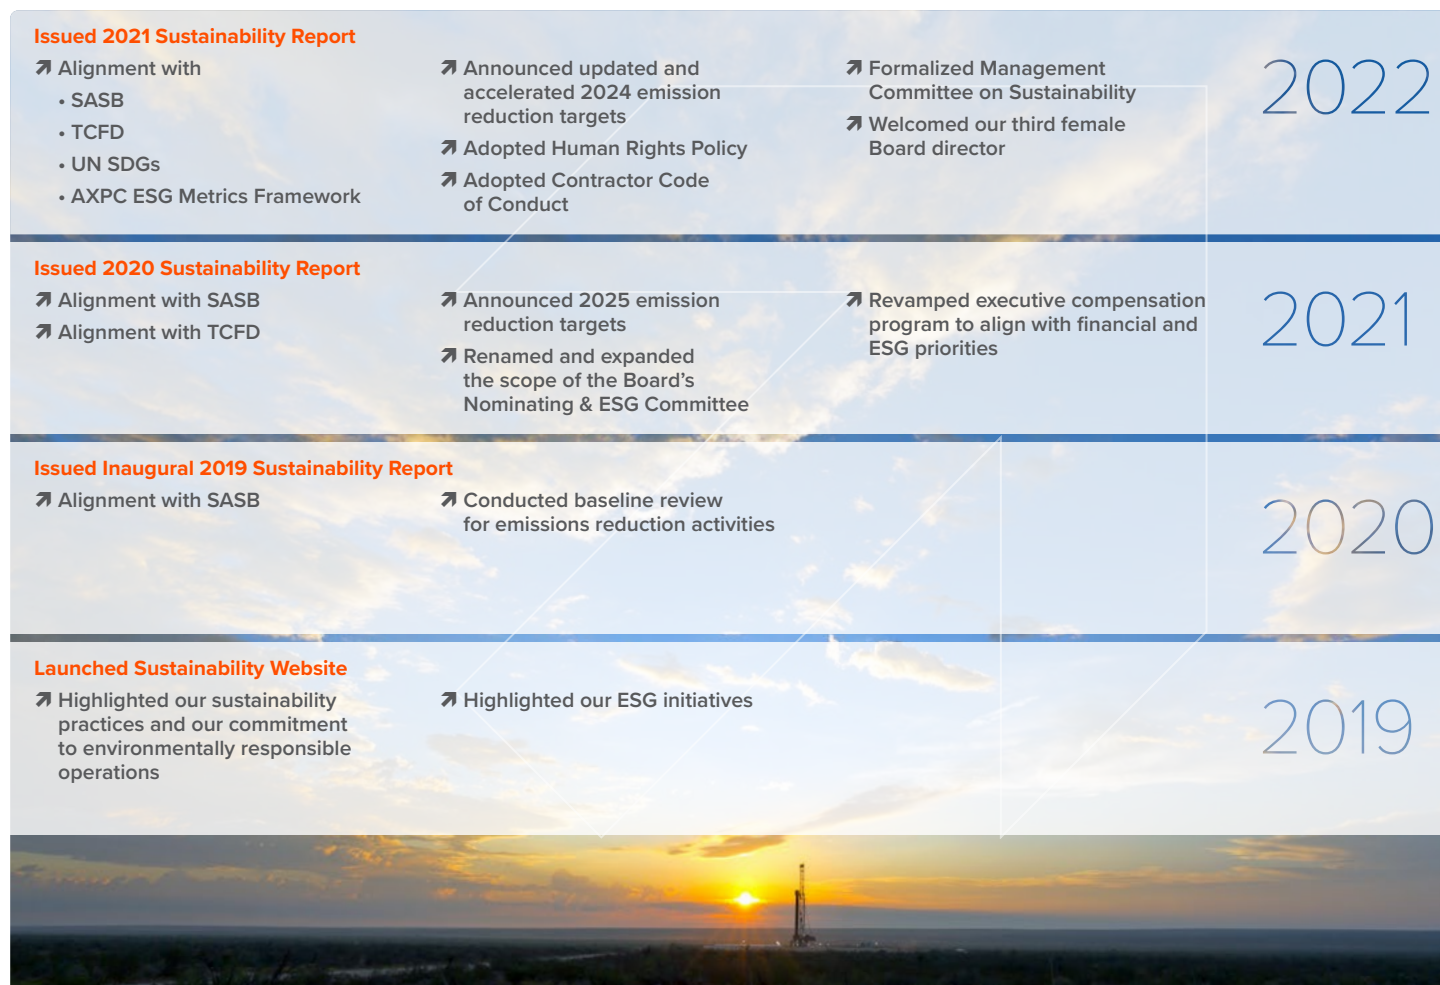 Issued 2021 Sustainability Report
Alignment with
• SASB
• TCFD
• UN SDGs
• AXPC ESG Metrics Framework
Announced updated and
accelerated 2024 emission
reduction targets
Adopted Human Rights Policy
Adopted Contractor Code
of Conduct
Formalized Management
Committee on Sustainability
Welcomed our third female
Board director
2022
Issued 2020 Sustainability Report
Alignment with SASB
Alignment with TCFD
Announced 2025 emission
reduction targets
Renamed and expanded
the scope of the Board’s
Nominating & ESG Committee
Revamped executive compensation
program to align with financial and
ESG priorities
2021
Issued Inaugural 2019 Sustainability Report
Alignment with SASB
Conducted baseline review
for emissions reduction activities
2020
Launched Sustainability Website
Highlighted our sustainability
practices and our commitment
to environmentally responsible
operations
Highlighted our ESG initiatives
2019